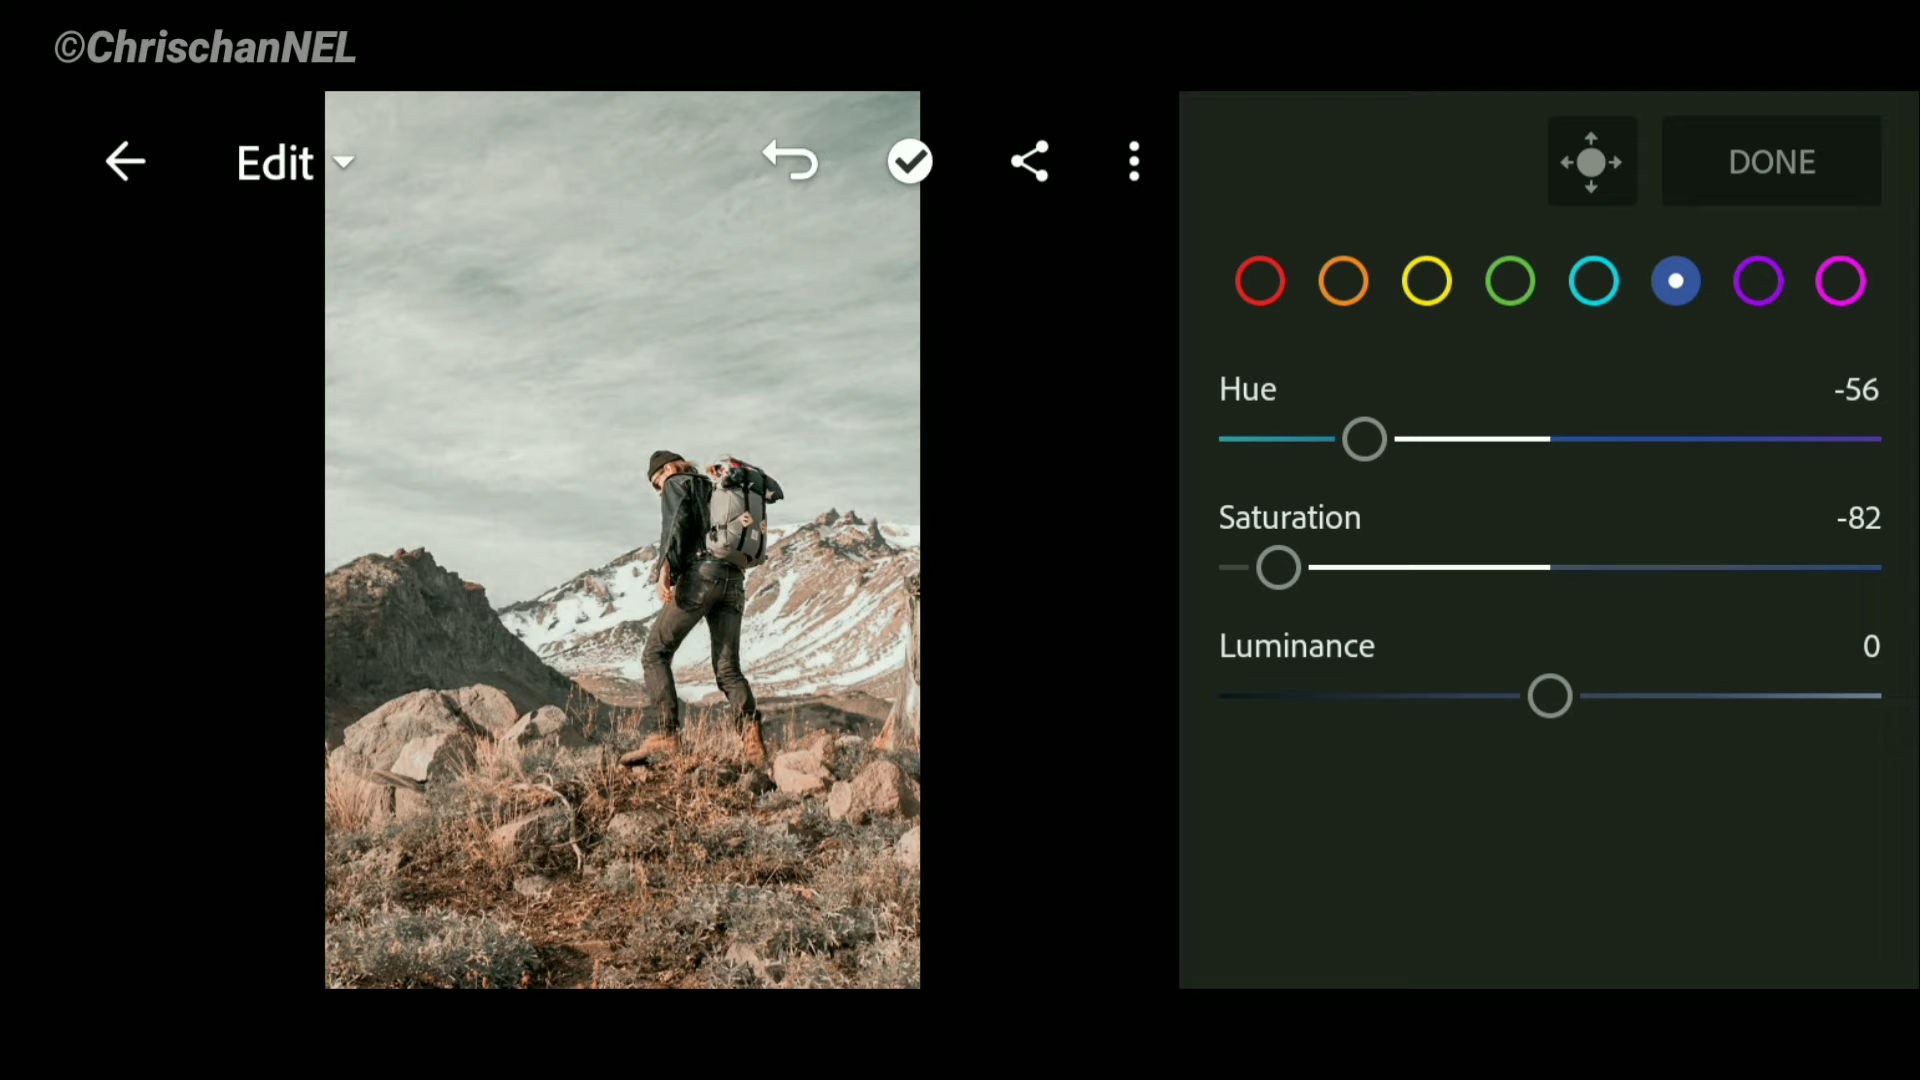 ©ChrischanNEL
Edit
DONE
Hue -56
Saturation -82
Luminance 0